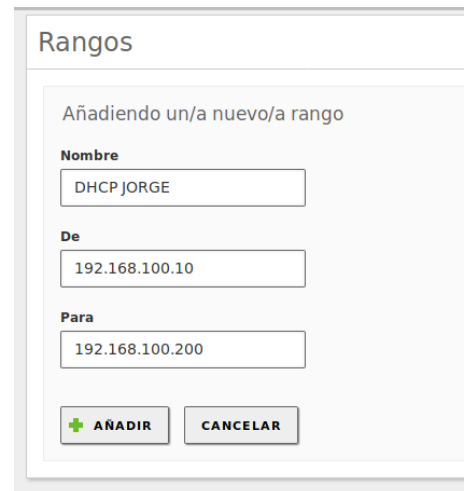 Rangos
Añadiendo un/a nuevo/a rango
Nombre
DHCP JORGE
De
192.168.100.10
Para
192.168.100.200
AÑADIR
CANCELAR